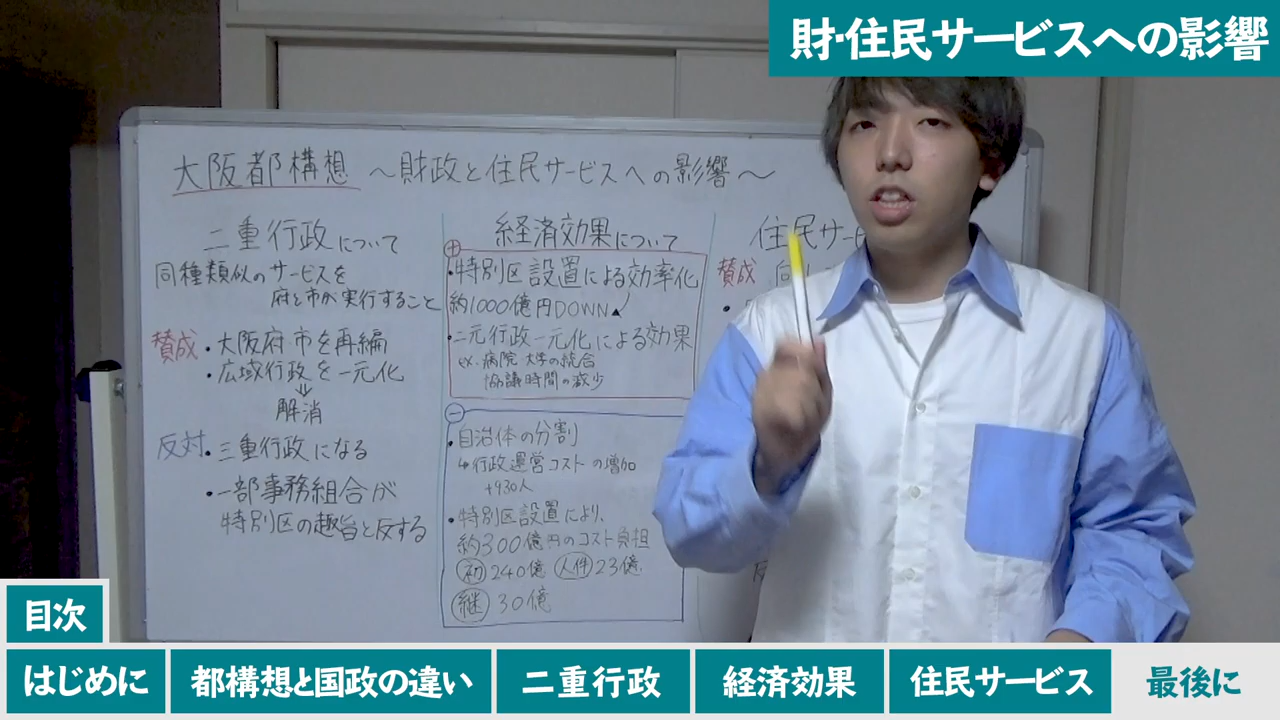 財・住民サービスへの影響
大阪都構想 ～財政と住民サービスへの影響～
二重行政について
同種類似のサービスを
府と市が実行すること
賛成・大阪府市を再編
・広域行政を一元化
解消
反対・三重行政になる
・一部事務組合が
特別区の趣旨と反する
経済効果について
＋
・特別区設置による効率化
約1000億円DOWN▲
・二元行政一元化による効果
ex. 病院 大学の統合
協議時間の減少
－
・自治体の分割
↳行政運営コストの増加
+930人
・特別区設置により、
約300億円のコスト負担
初 240億 人件 23億
継 30億
住民サー
賛成
目次
はじめに
都構想と国政の違い
二重行政
経済効果
住民サービス
最後に